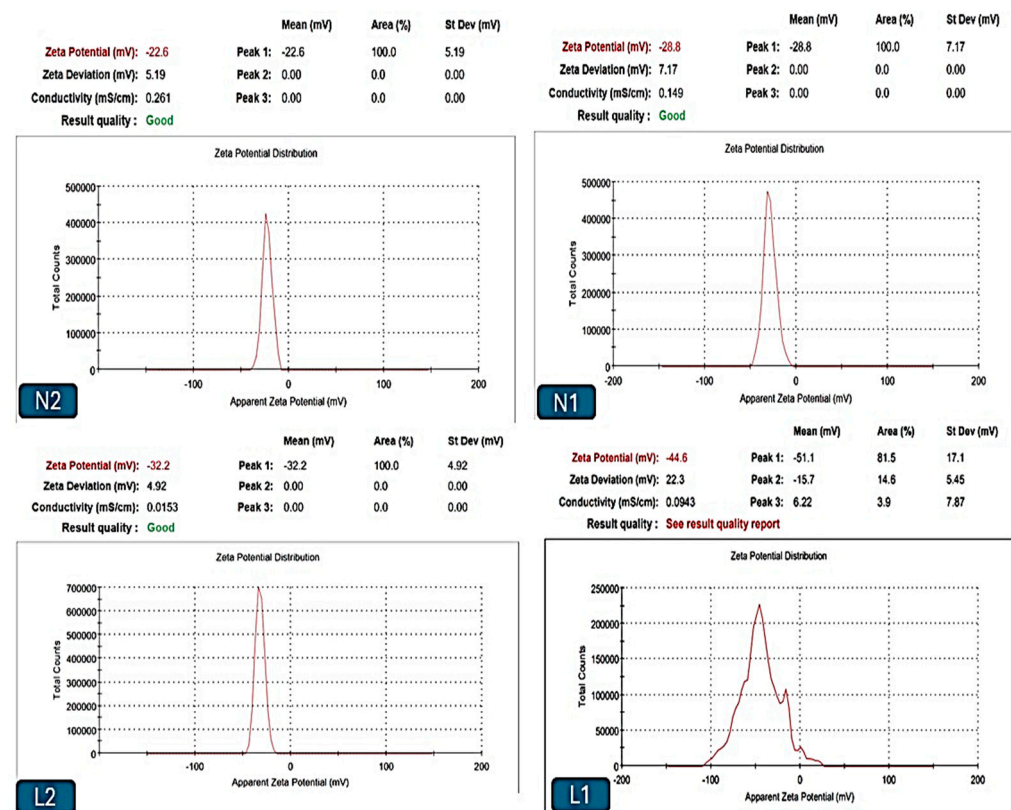 Mean (mV) Area (%) St Dev (mV)
Zeta Potential (mV): -22.6 Peak 1: -22.6 100.0 5.19
Zeta Deviation (mV): 5.19 Peak 2: 0.00 0.0 0.00
Conductivity (mS/cm): 0.261 Peak 3: 0.00 0.0 0.00
Result quality : Good
Zeta Potential Distribution
500000
400000
300000
200000
100000
0
Total Counts
-100 0 100 200
Apparent Zeta Potential (mV)
N2
Mean (mV) Area (%) St Dev (mV)
Zeta Potential (mV): -28.8 Peak 1: -28.8 100.0 7.17
Zeta Deviation (mV): 7.17 Peak 2: 0.00 0.0 0.00
Conductivity (mS/cm): 0.149 Peak 3: 0.00 0.0 0.00
Result quality : Good
Zeta Potential Distribution
500000
400000
300000
200000
100000
0
Total Counts
-200 -100 0 100 200
Apparent Zeta Potential (mV)
N1
Mean (mV) Area (%) St Dev (mV)
Zeta Potential (mV): -32.2 Peak 1: -32.2 100.0 4.92
Zeta Deviation (mV): 4.92 Peak 2: 0.00 0.0 0.00
Conductivity (mS/cm): 0.0153 Peak 3: 0.00 0.0 0.00
Result quality : Good
Zeta Potential Distribution
700000
600000
500000
400000
300000
200000
100000
0
Total Counts
-100 0 100 200
Apparent Zeta Potential (mV)
L2
Mean (mV) Area (%) St Dev (mV)
Zeta Potential (mV): -44.6 Peak 1: -51.1 81.5 17.1
Zeta Deviation (mV): 22.3 Peak 2: -15.7 14.6 5.45
Conductivity (mS/cm): 0.0943 Peak 3: 6.22 3.9 7.87
Result quality : See result quality report
Zeta Potential Distribution
250000
200000
150000
100000
50000
0
Total Counts
-200 -100 0 100 200
Apparent Zeta Potential (mV)
L1